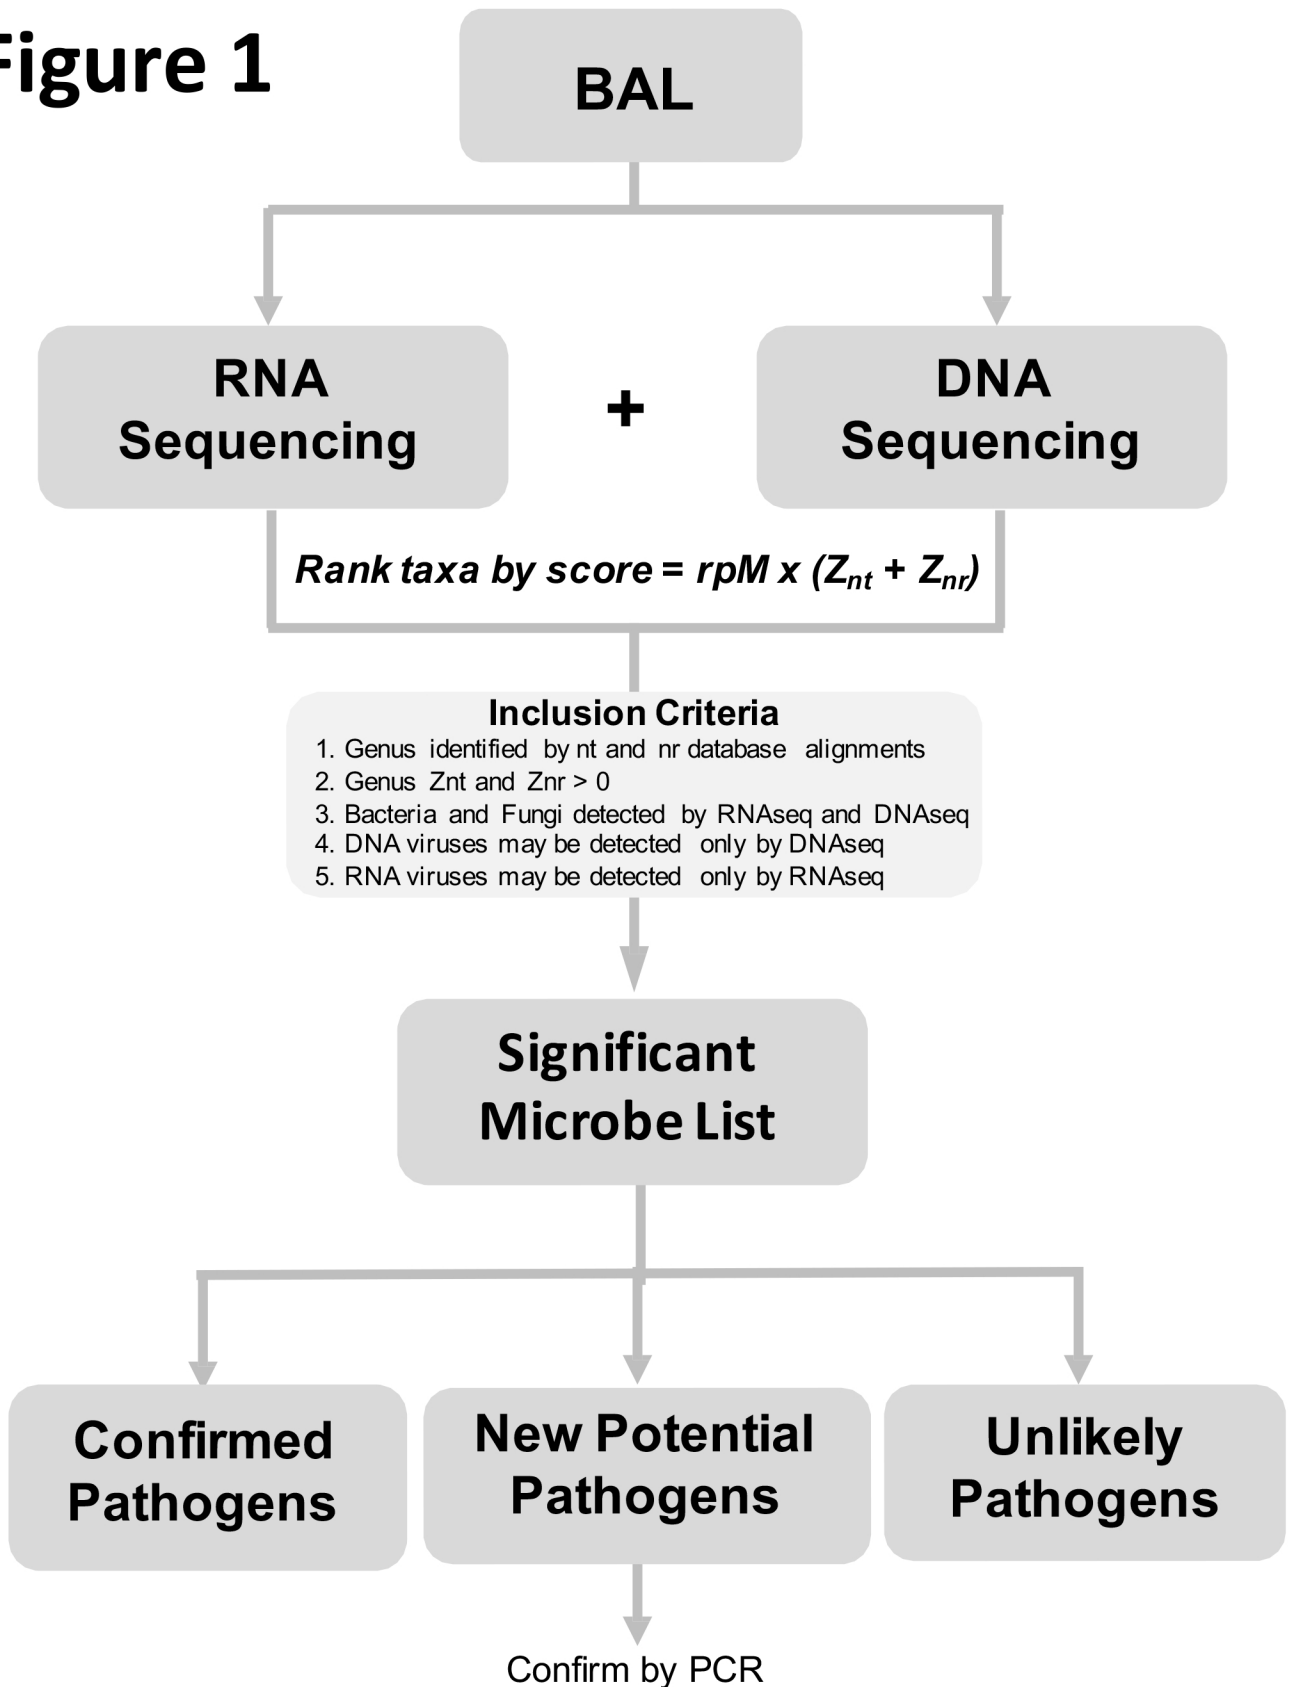 Figure 1
BAL
RNA
Sequencing
+
DNA
Sequencing
Rank taxa by score = rpM x (Znt + Znr)
Inclusion Criteria
1. Genus identified by nt and nr database alignments
2. Genus Znt and Znr > 0
3. Bacteria and Fungi detected by RNAseq and DNAseq
4. DNA viruses may be detected only by DNAseq
5. RNA viruses may be detected only by RNAseq
Significant
Microbe List
Confirmed
Pathogens
New Potential
Pathogens
Unlikely
Pathogens
Confirm by PCR